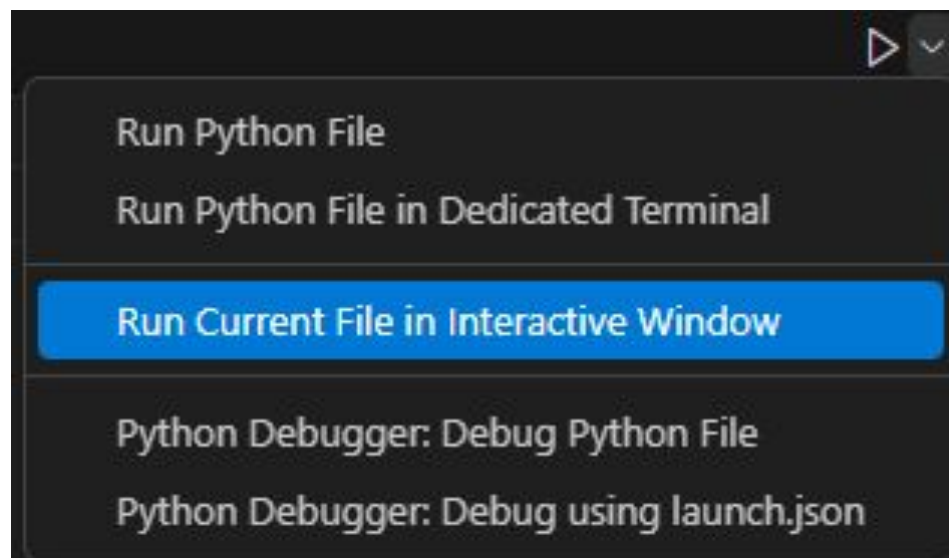 Run Python File
Run Python File in Dedicated Terminal
Run Current File in Interactive Window
Python Debugger: Debug Python File
Python Debugger: Debug using launch.json